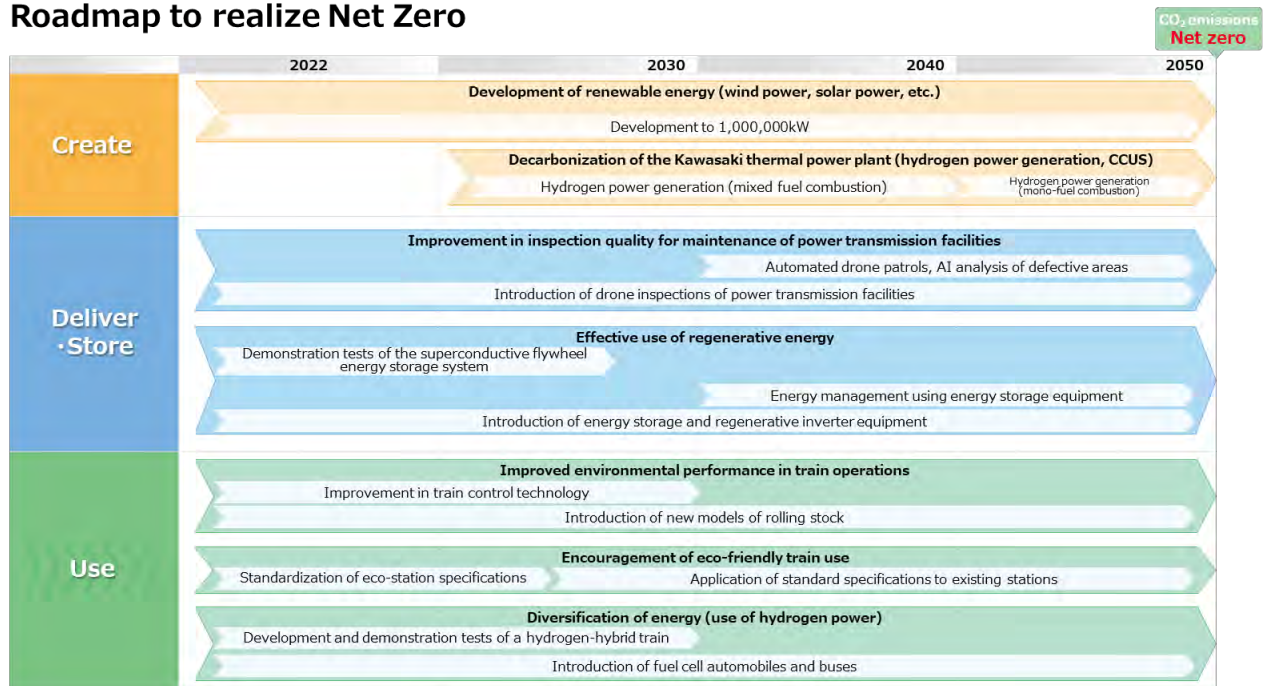 Roadmap to realize Net Zero
CO₂ emissions
Net zero
2022 2030 2040 2050
Create
Development of renewable energy (wind power, solar power, etc.)
Development to 1,000,000kW
Decarbonization of the Kawasaki thermal power plant (hydrogen power generation, CCUS)
Hydrogen power generation (mixed fuel combustion)
Hydrogen power generation
(mono-fuel combustion)
Deliver
・Store
Improvement in inspection quality for maintenance of power transmission facilities
Automated drone patrols, AI analysis of defective areas
Introduction of drone inspections of power transmission facilities
Effective use of regenerative energy
Demonstration tests of the superconductive flywheel
energy storage system
Energy management using energy storage equipment
Introduction of energy storage and regenerative inverter equipment
Use
Improved environmental performance in train operations
Improvement in train control technology
Introduction of new models of rolling stock
Encouragement of eco-friendly train use
Standardization of eco-station specifications
Application of standard specifications to existing stations
Diversification of energy (use of hydrogen power)
Development and demonstration tests of a hydrogen-hybrid train
Introduction of fuel cell automobiles and buses